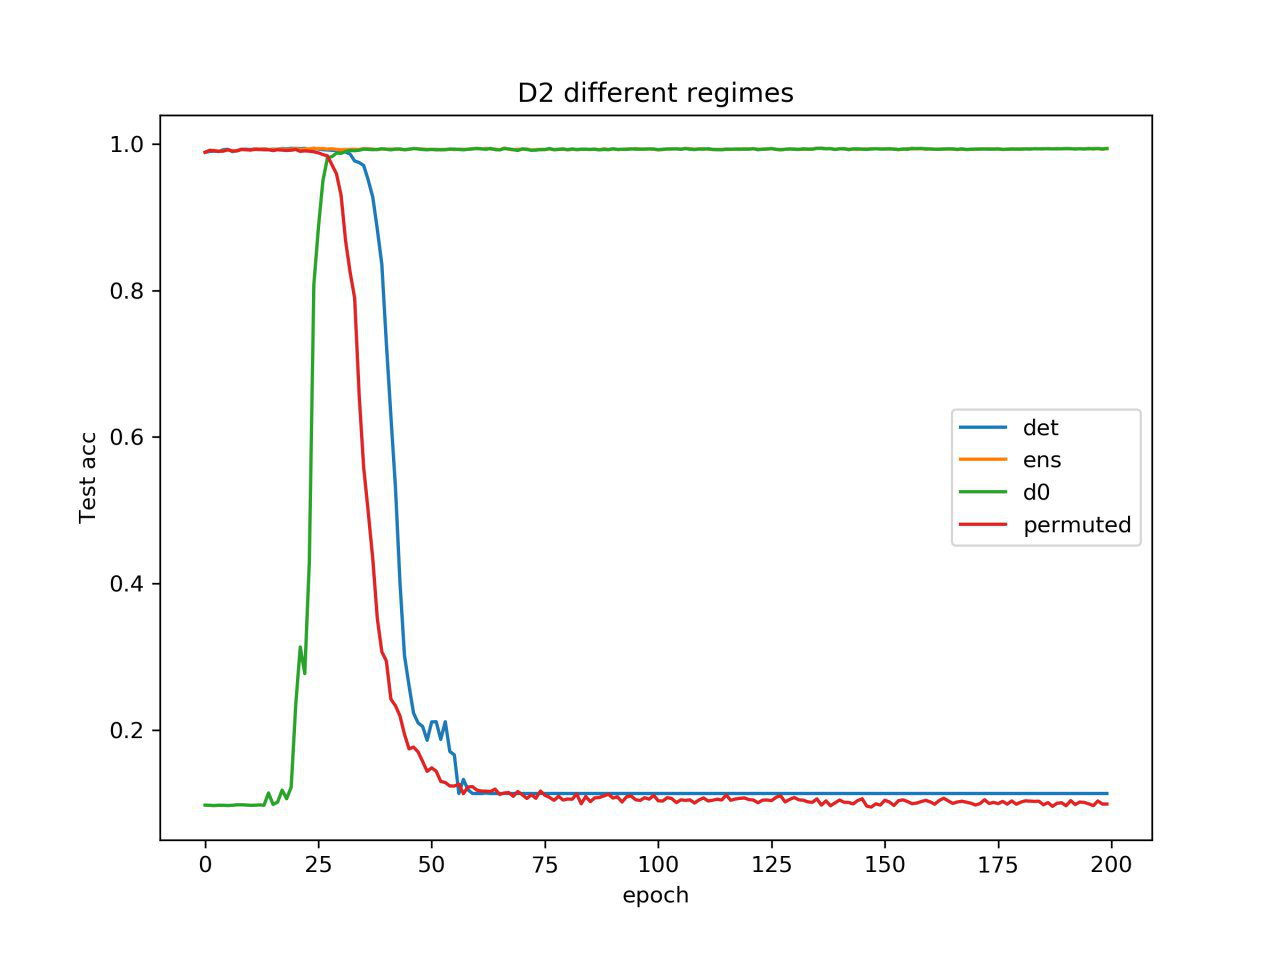 D2 different regimes
1.0
0.8
0.6
0.4
0.2
Test acc
det
ens
d0
permuted
0 25 50 75 100 125 150 175 200
epoch